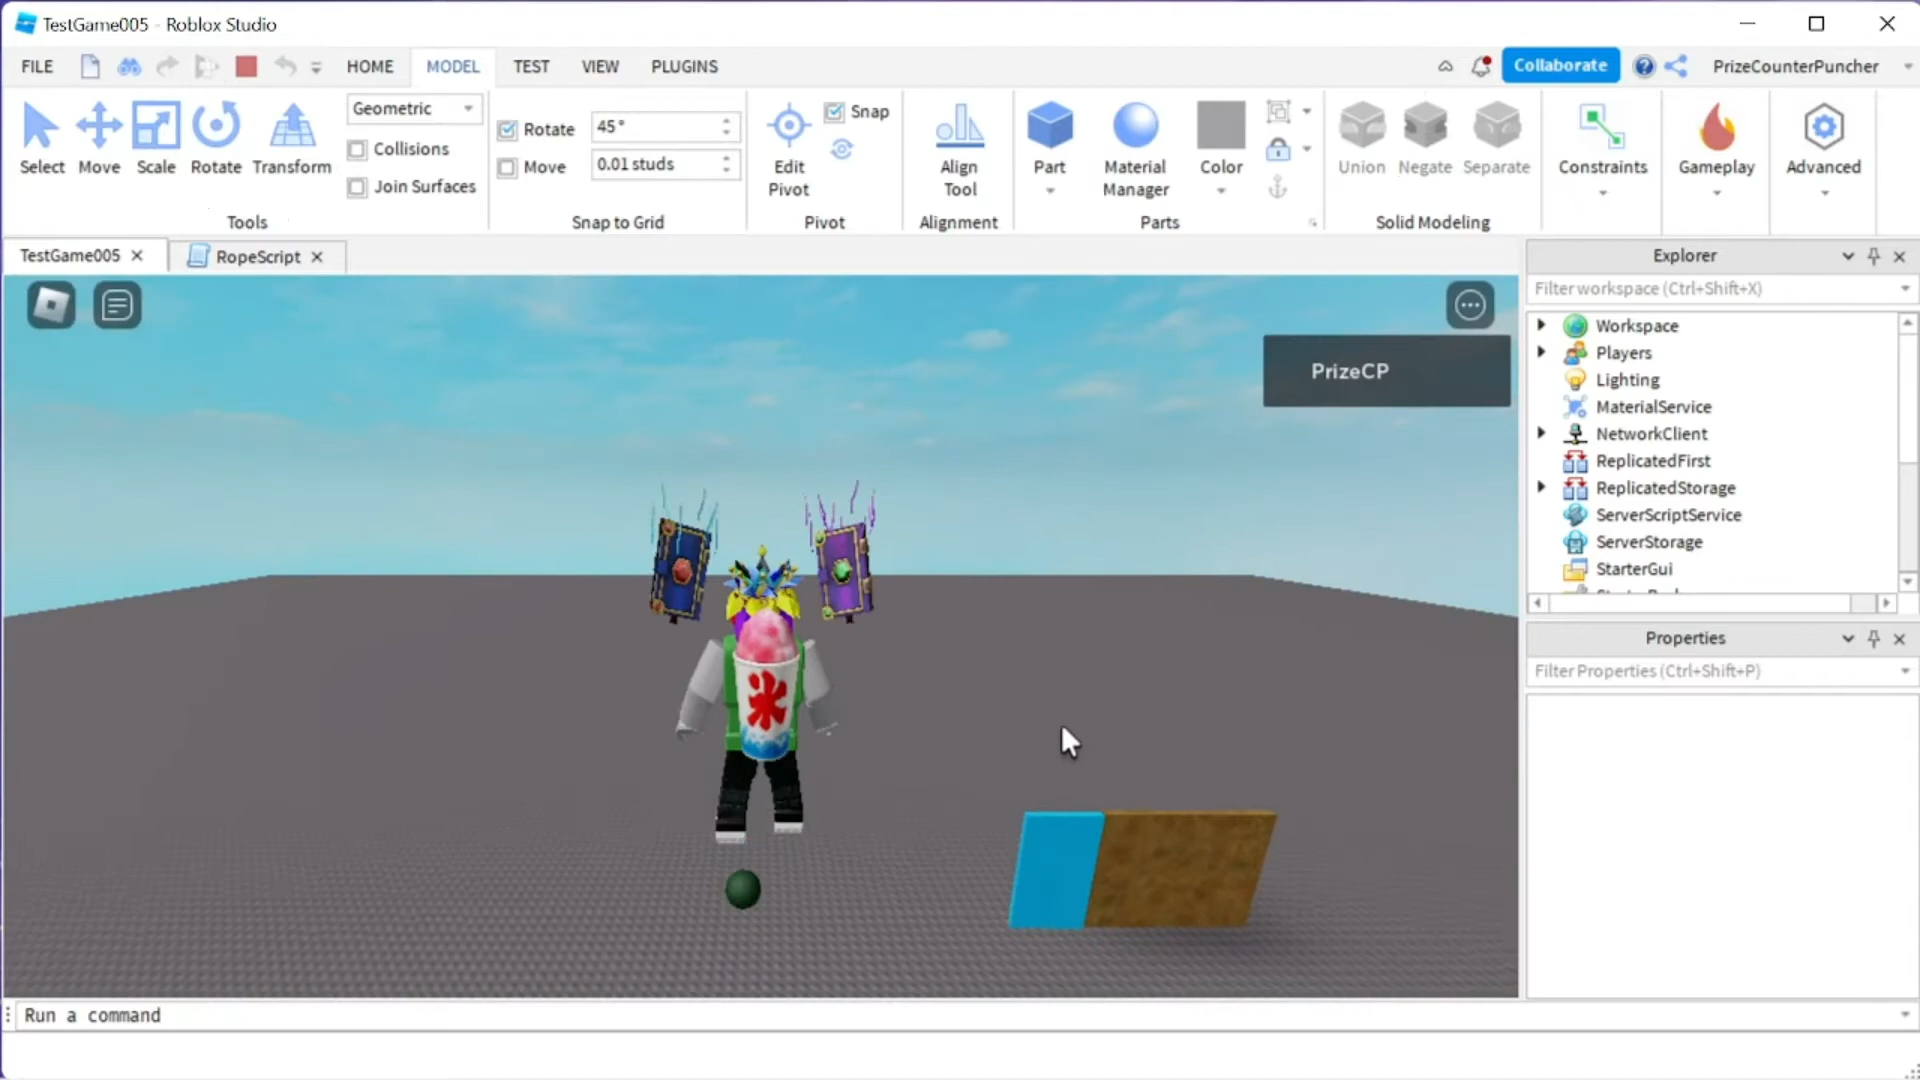 TestGame005 - Roblox Studio
FILE HOME MODEL TEST VIEW PLUGINS Collaborate PrizeCounterPuncher
Select Move Scale Rotate Transform
Geometric
Collisions
Join Surfaces
Tools
Rotate 45°
Move 0.01 studs
Snap to Grid
Edit Pivot
Snap
Pivot
Align Tool
Alignment
Part
Material Manager
Color
Parts
Union Negate Separate
Solid Modeling
Constraints
Gameplay
Advanced
TestGame005
RopeScript
PrizeCP
氷
Explorer
Filter workspace (Ctrl+Shift+X)
Workspace
Players
Lighting
MaterialService
NetworkClient
ReplicatedFirst
ReplicatedStorage
ServerScriptService
ServerStorage
StarterGui
Properties
Filter Properties (Ctrl+Shift+P)
Run a command